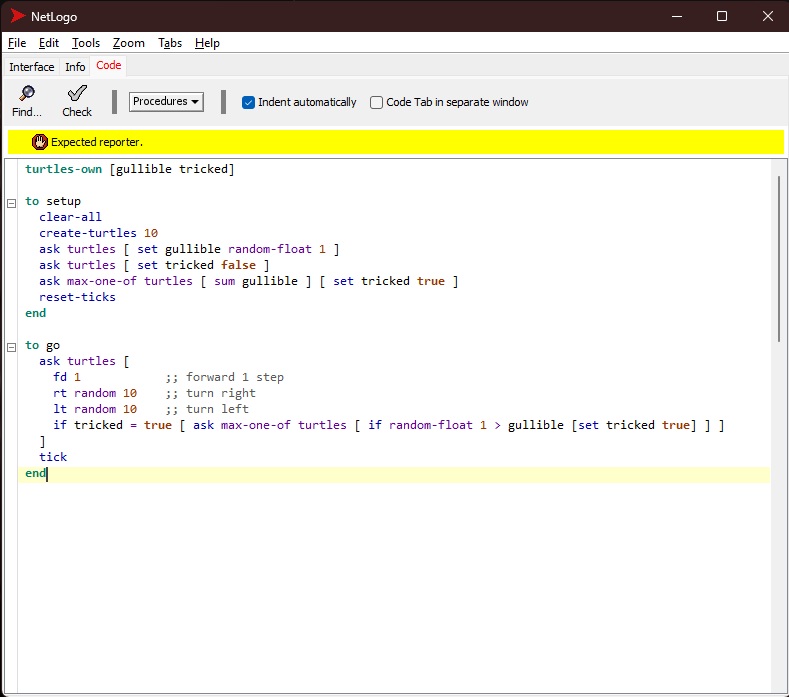 NetLogo
File Edit Tools Zoom Tabs Help
Interface Info Code
Find... Check Procedures Indent automatically Code Tab in separate window
Expected reporter.
turtles-own [gullible tricked]
to setup
  clear-all
  create-turtles 10
  ask turtles [ set gullible random-float 1 ]
  ask turtles [ set tricked false ]
  ask max-one-of turtles [ sum gullible ] [ set tricked true ]
  reset-ticks
end
to go
  ask turtles [
    fd 1            ;; forward 1 step
    rt random 10    ;; turn right
    lt random 10    ;; turn left
    if tricked = true [ ask max-one-of turtles [ if random-float 1 > gullible [set tricked true] ] ]
  ]
  tick
end